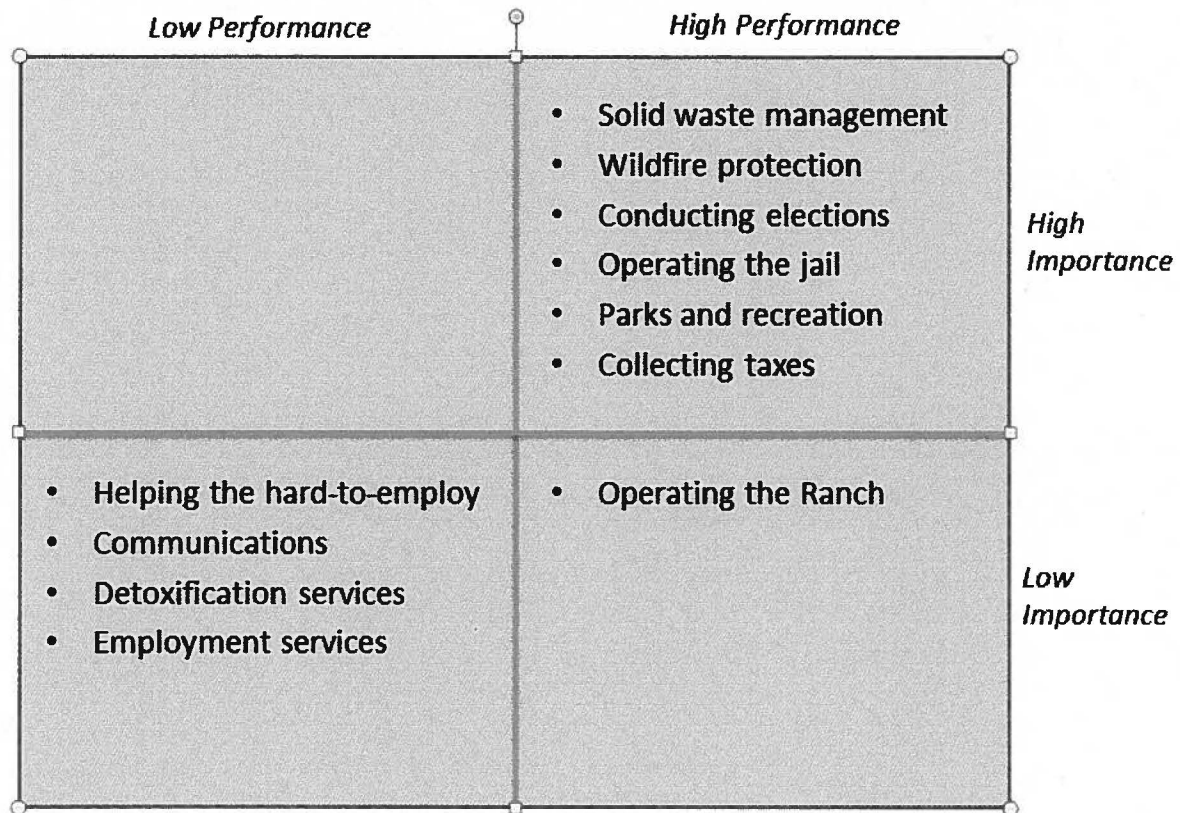 Low Performance
High Performance
• Solid waste management
• Wildfire protection
• Conducting elections
• Operating the jail
• Parks and recreation
• Collecting taxes
High
Importance
• Helping the hard-to-employ
• Communications
• Detoxification services
• Employment services
• Operating the Ranch
Low
Importance